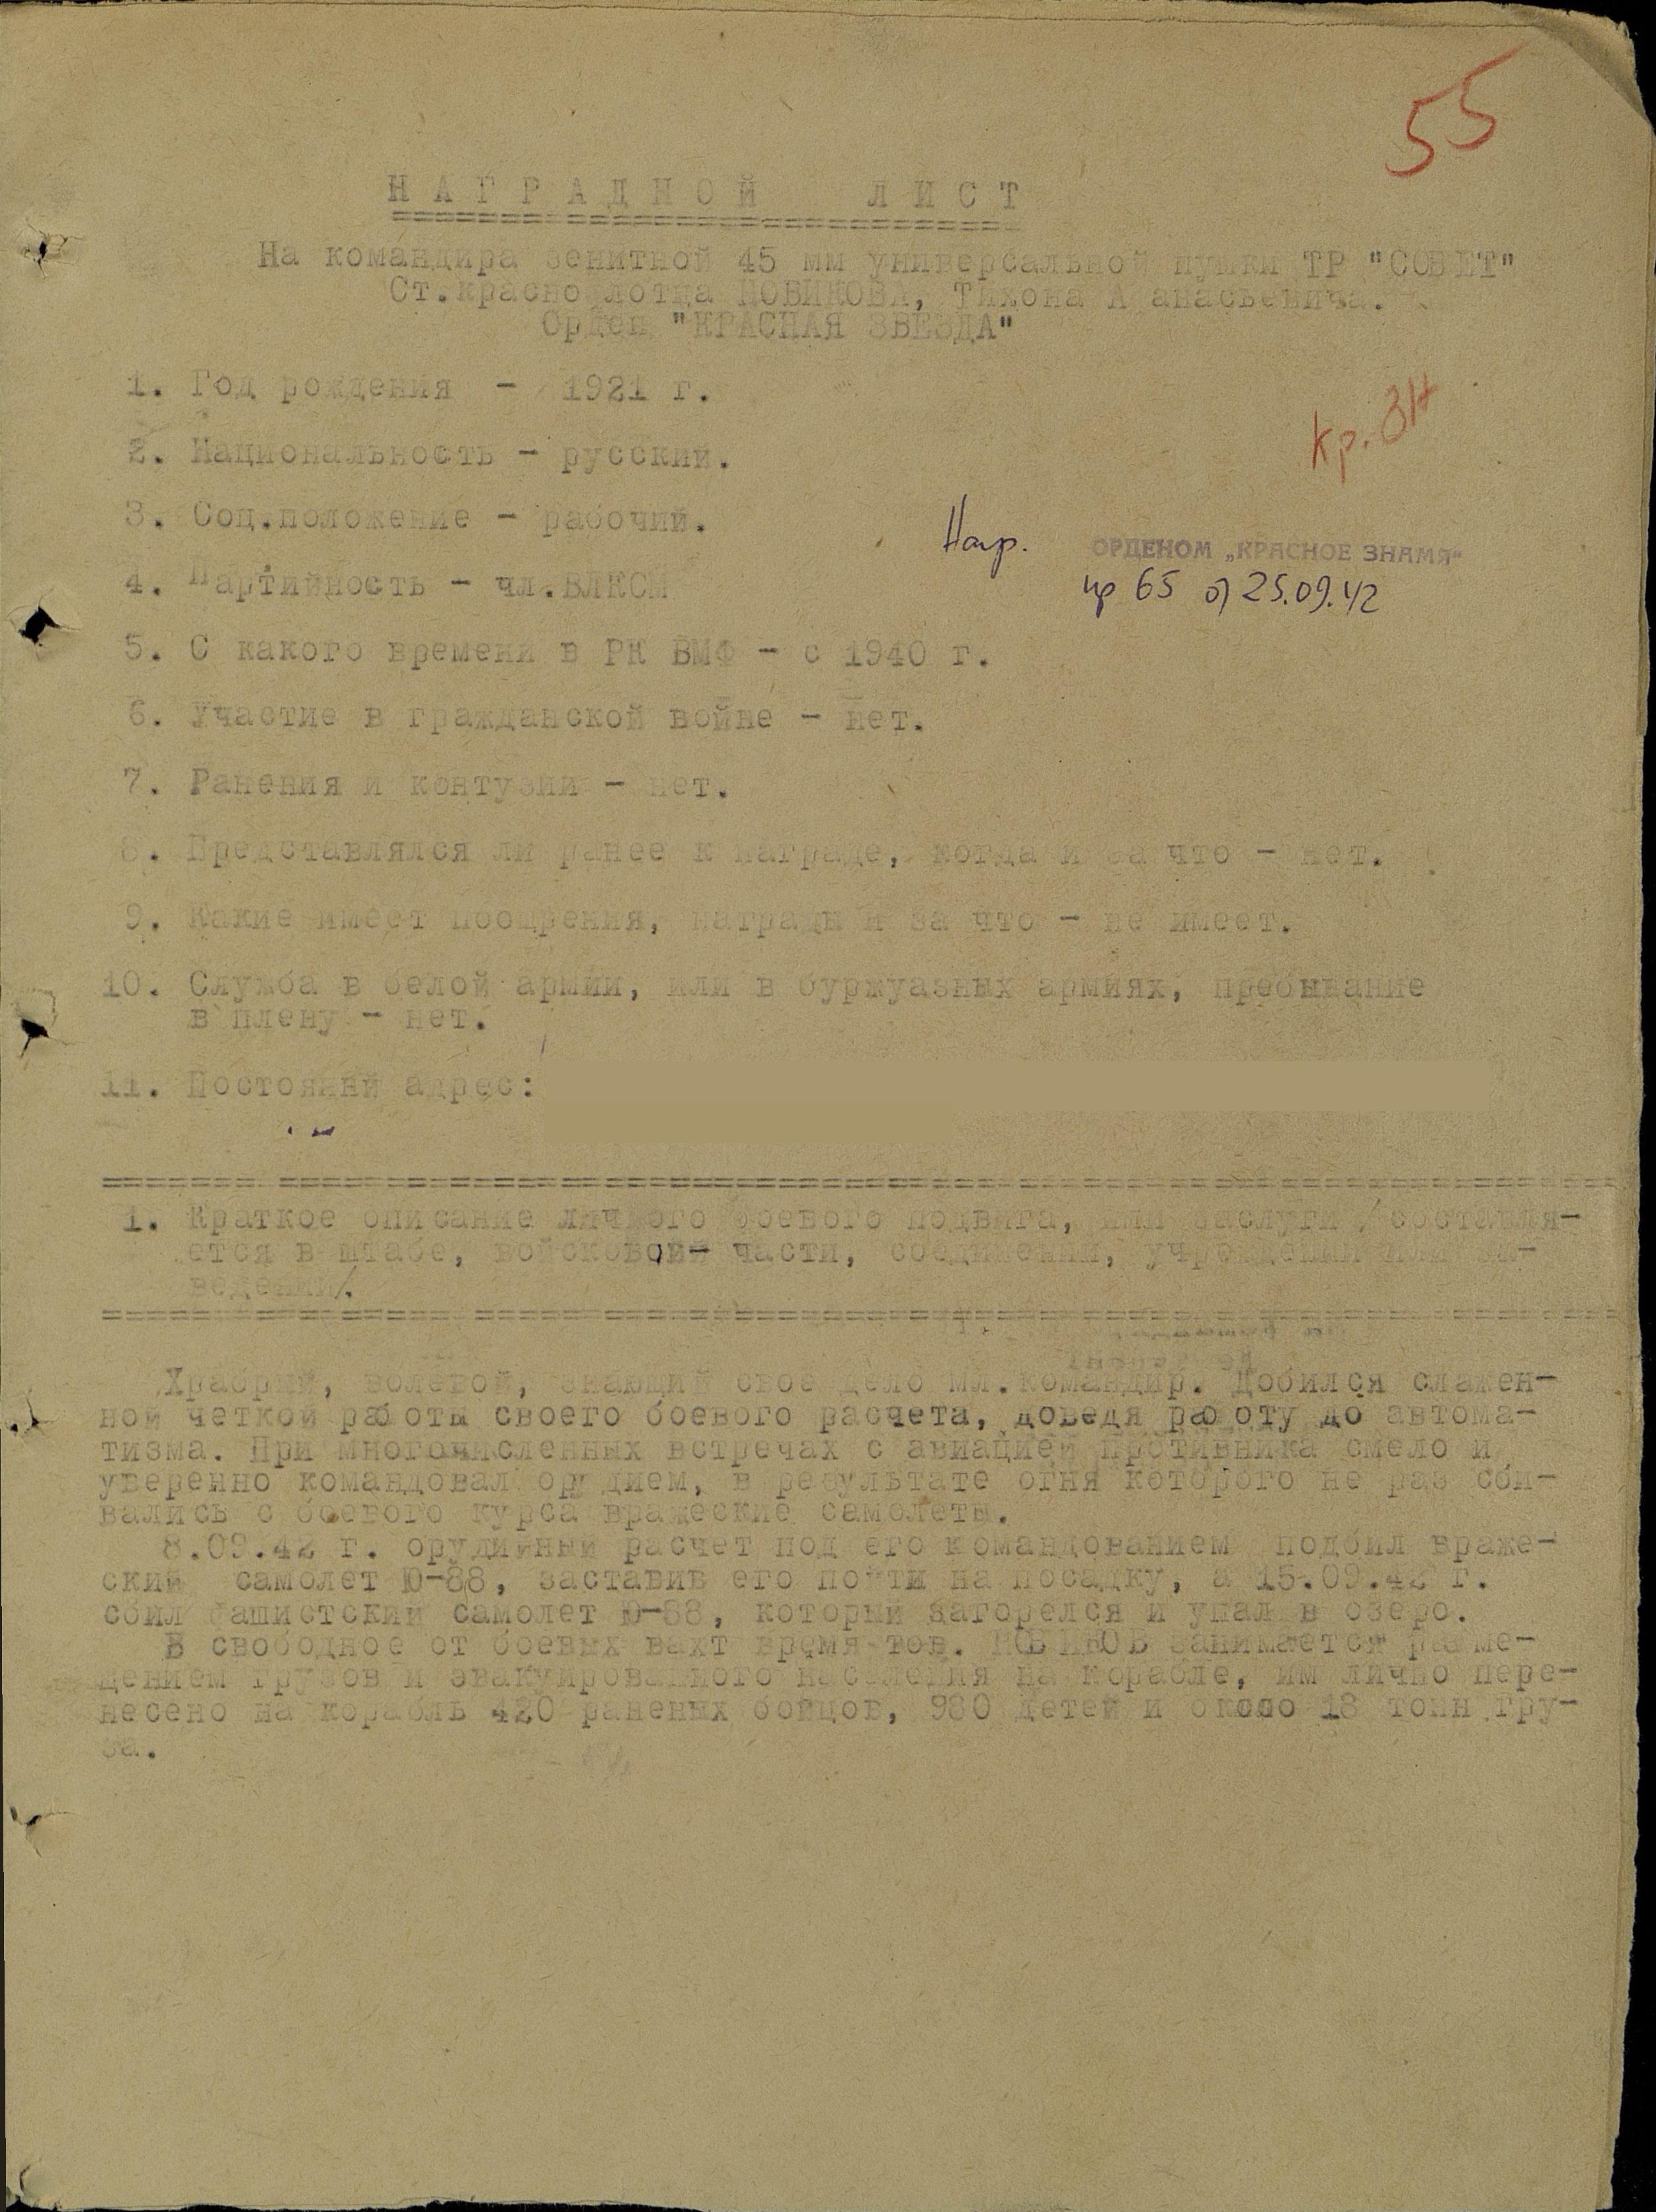 55
НАГРАДНОЙ ЛИСТ
На командира зенитной 45 мм универсальной пушки ТР "СОВЕТ"
Ст.краснофлотца НОВИКОВА, Тихона Афанасьевича.
Орден "КРАСНАЯ ЗВЕЗДА"
1. Год рождения - 1921 г.
Кр. Зн
2. Национальность - русский.
3. Соц.положение - рабочий.
Нагр. ОРДЕНОМ „КРАСНОЕ ЗНАМЯ"
4. Партийность - чл.ВЛКСМ
пр 65 от 25.09.42
5. С какого времени в РК ВМФ - с 1940 г.
6. Участие в гражданской войне - нет.
7. Ранения и контузии - нет.
8. Представлялся ли ранее к награде, когда и за что - нет.
9. Какие имеет поощрения, награды и за что - не имеет.
10. Служба в белой армии, или в буржуазных армиях, пребывание
в плену - нет.
11. Постоянний адрес:
1. Краткое описание личного боевого подвига, или заслуги /составля-
ется в штабе, войсковой части, соединении, учреждении или за-
ведении/.
Храбрый, волевой, знающий свое дело мл.командир. Добился слажен-
ной четкой работы своего боевого расчета, доведя работу до автома-
тизма. При многочисленных встречах с авиацией противника смело и
уверенно командовал орудием, в результате огня которого не раз сби-
вались с боевого курса вражеские самолеты.
8.09.42 г. орудийный расчет под его командованием подбил враже-
ский самолет Ю-88, заставив его пойти на посадку, а 15.09.42 г.
сбил фашистский самолет Ю-88, который загорелся и упал в озеро.
В свободное от боевых вахт время тов. НОВИКОВ занимается разме-
щением грузов и эвакуированного населения на корабле, им лично пере-
несено на корабль 420 раненых бойцов, 980 детей и около 18 тонн гру-
за.